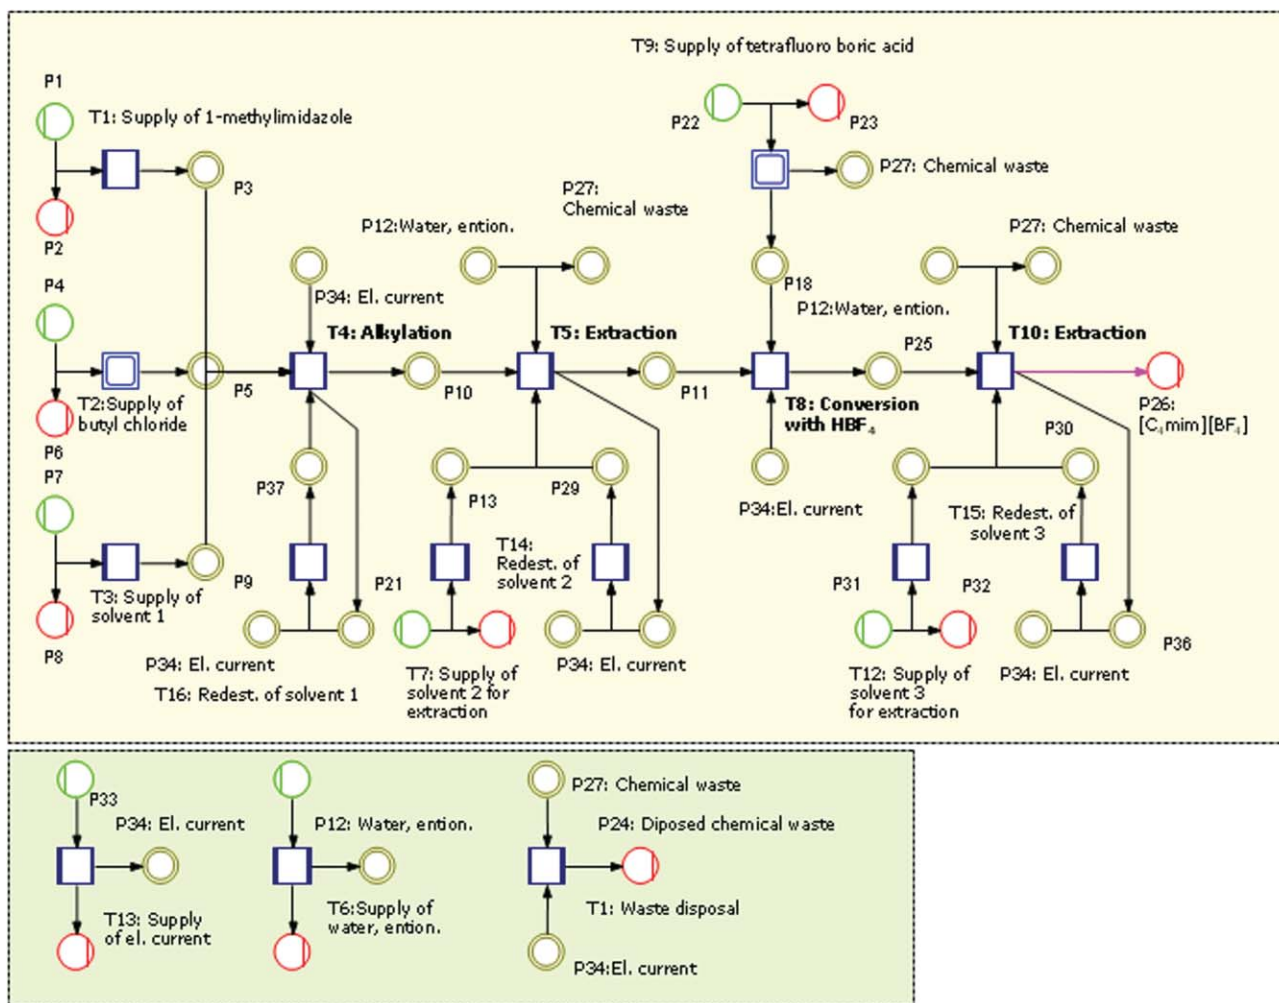 T9: Supply of tetrafluoro boric acid
P1
T1: Supply of 1-methylimidazole
P22
P23
P3
P27:
Chemical waste
P27: Chemical waste
P2
P12:Water, ention.
P27: Chemical waste
P4
P34: El. current
P18
P12:Water, ention.
T4: Alkylation
T5: Extraction
P25
T10: Extraction
P5
P10
P11
T2:Supply of
butyl chloride
T8: Conversion
with HBF₄
P26:
[C₄mim][BF₄]
P6
P30
P7
P37
P13
P29
P34:El. current
T15: Redest. of
solvent 3
T14:
Redest. of
solvent 2
P9
P21
P31
P32
T3: Supply of
solvent 1
P8
P34: El. current
P34: El. current
P34: El. current
P36
T16: Redest. of solvent 1
T7: Supply of
solvent 2 for
extraction
T12: Supply of
solvent 3
for extraction
P33
P34: El. current
P12: Water, ention.
P27: Chemical waste
P24: Diposed chemical waste
T13: Supply
of el. current
T6:Supply of
water, ention.
T1: Waste disposal
P34:El. current